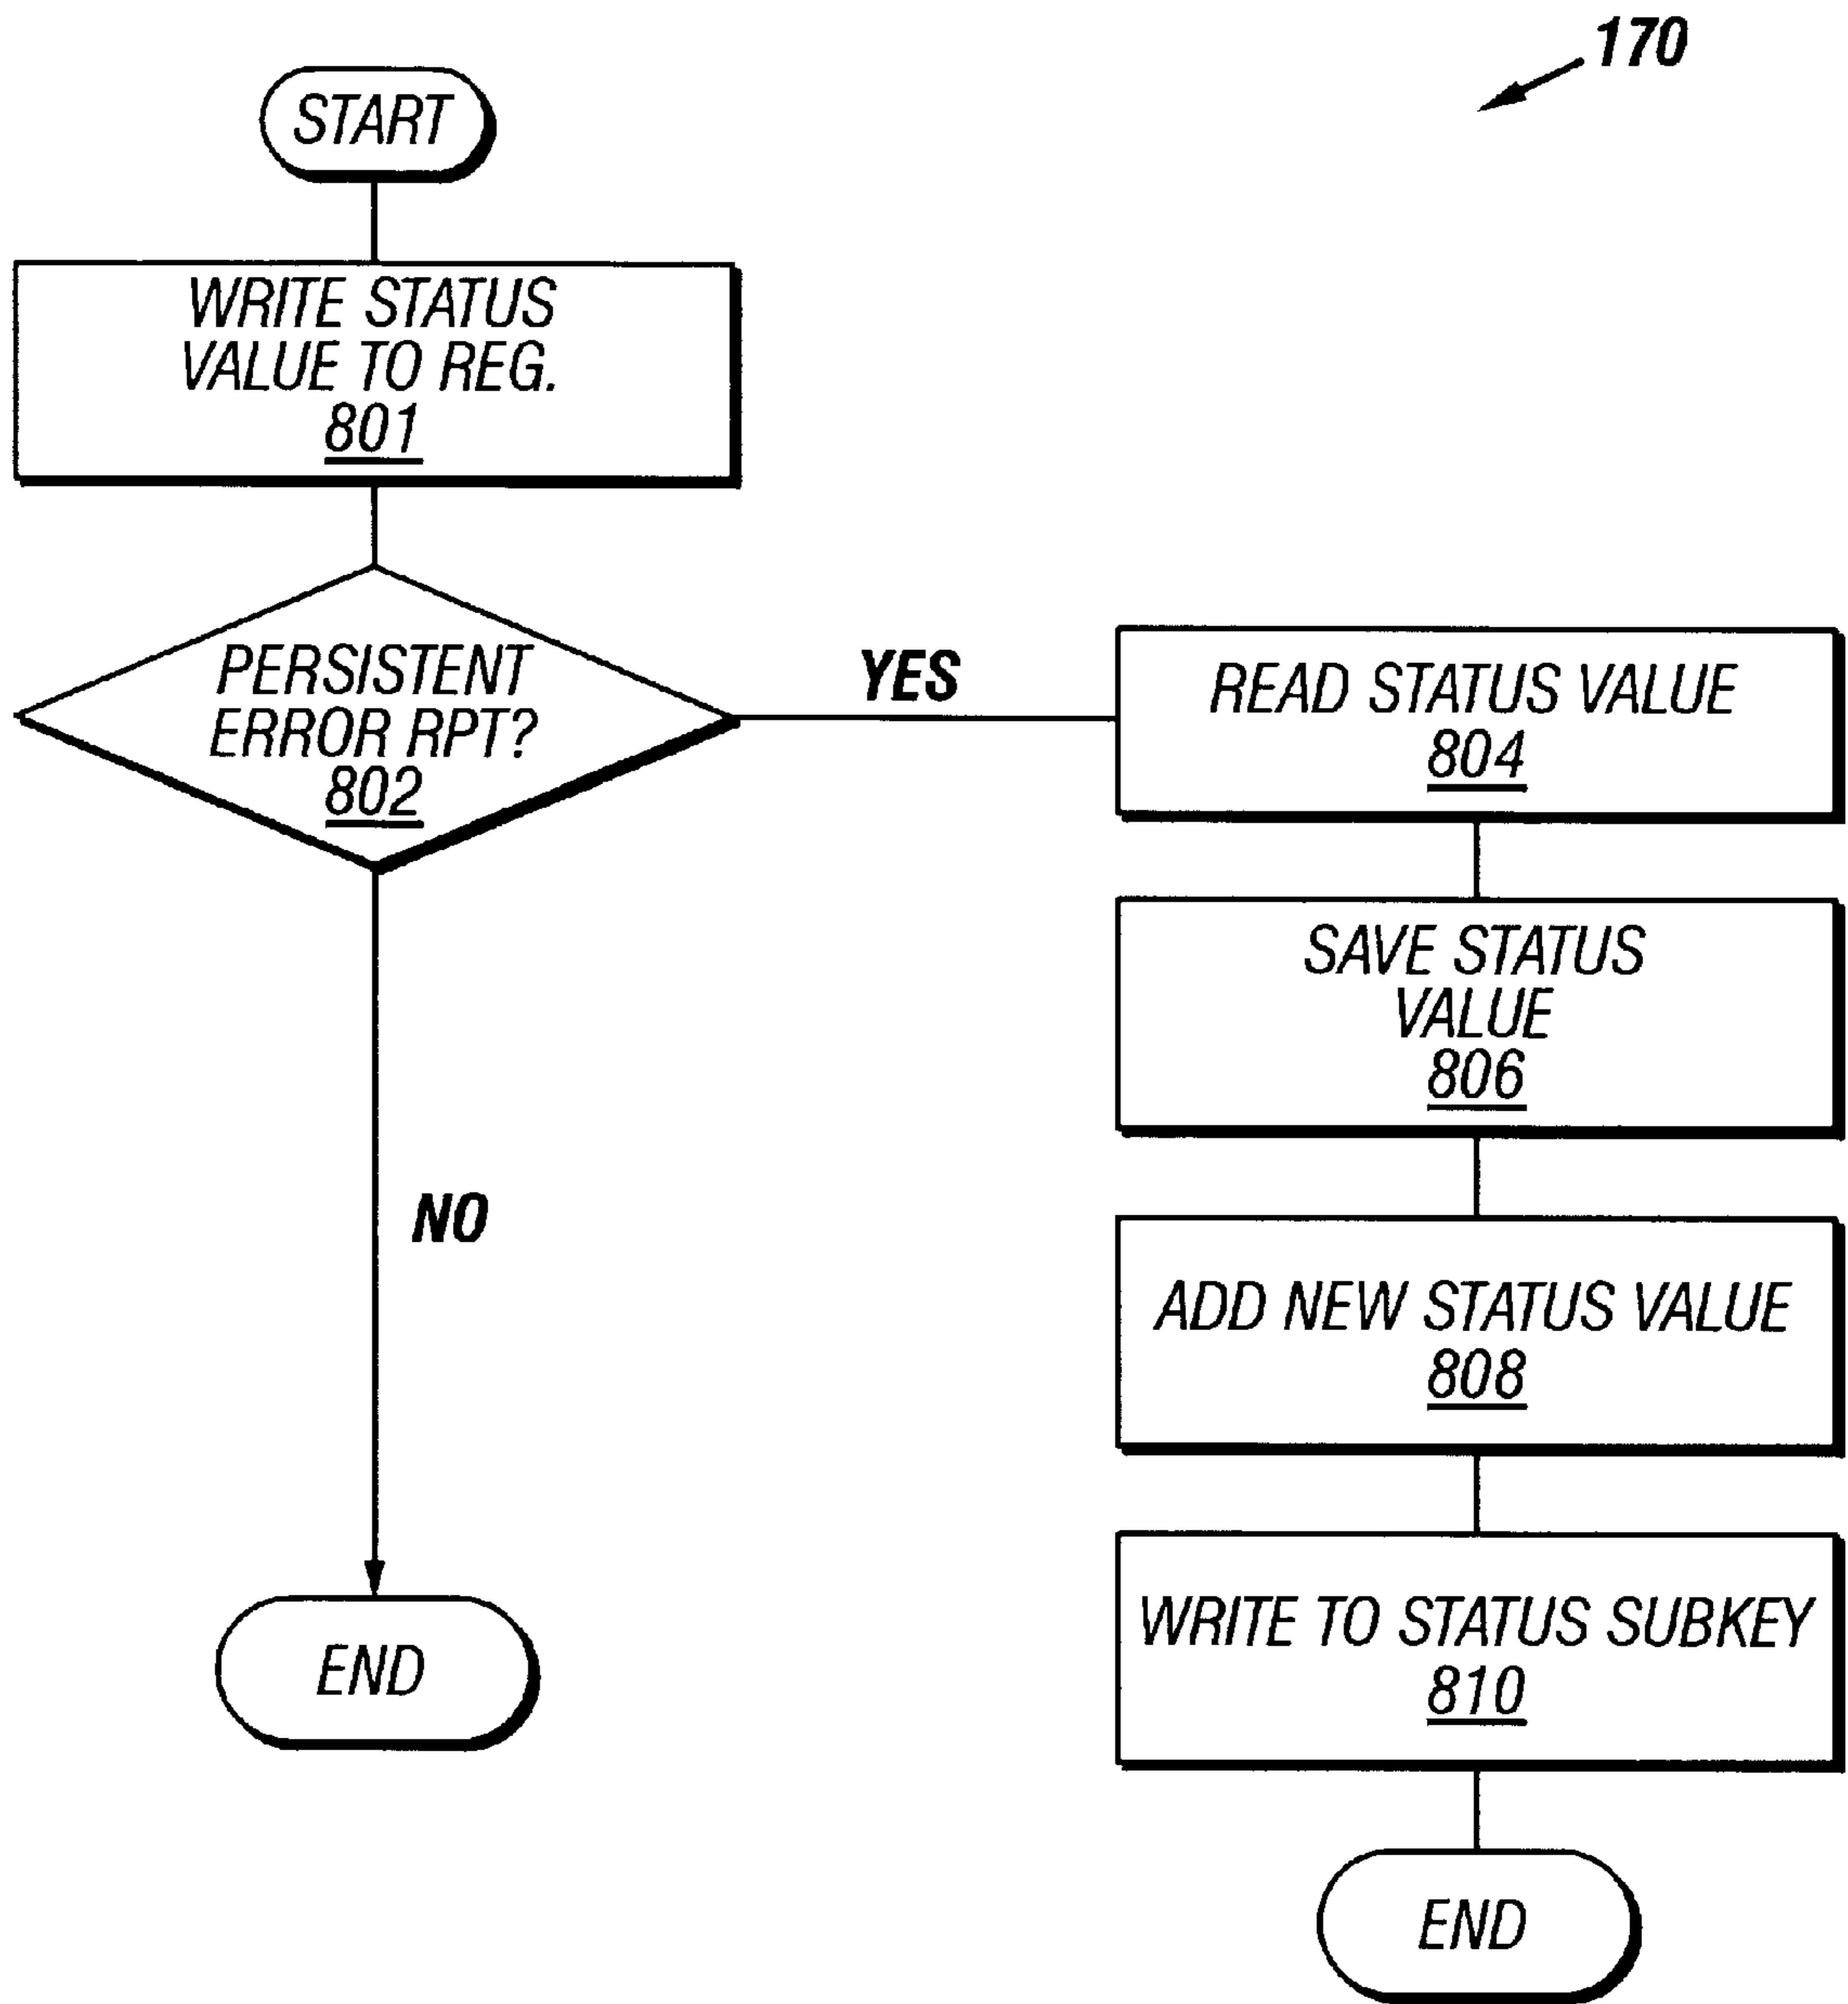 170
START
WRITE STATUS
VALUE TO REG.
801
PERSISTENT
ERROR RPT?
802
YES
READ STATUS VALUE
804
SAVE STATUS
VALUE
806
NO
ADD NEW STATUS VALUE
808
WRITE TO STATUS SUBKEY
810
END
END